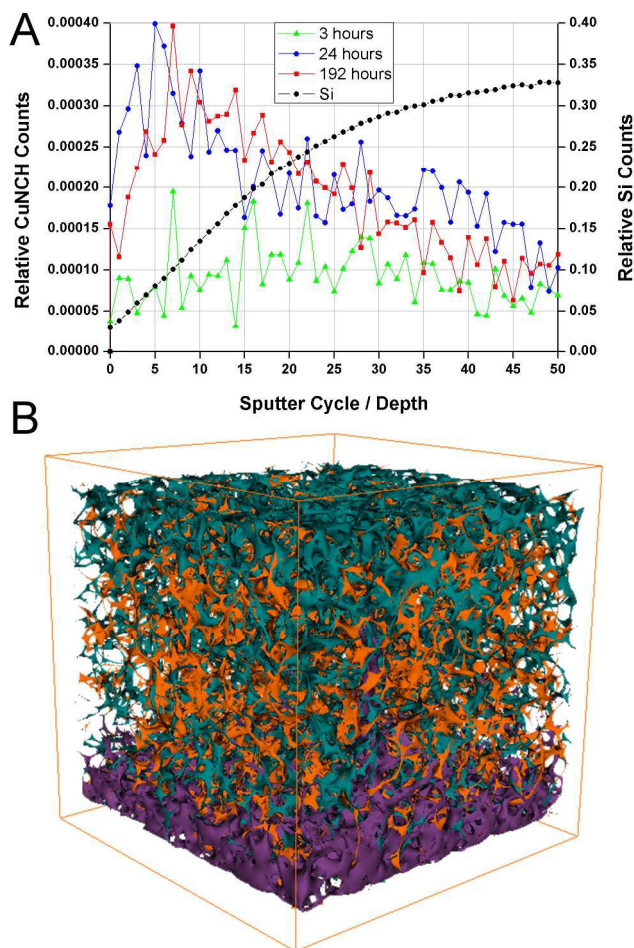 A
Relative CuNCH Counts
0.00040
0.00035
0.00030
0.00025
0.00020
0.00015
0.00010
0.00005
0.00000
3 hours
24 hours
192 hours
Si
0.40
0.35
0.30
0.25
0.20
0.15
0.10
0.05
0.00
Relative Si Counts
0 5 10 15 20 25 30 35 40 45 50
Sputter Cycle / Depth
B